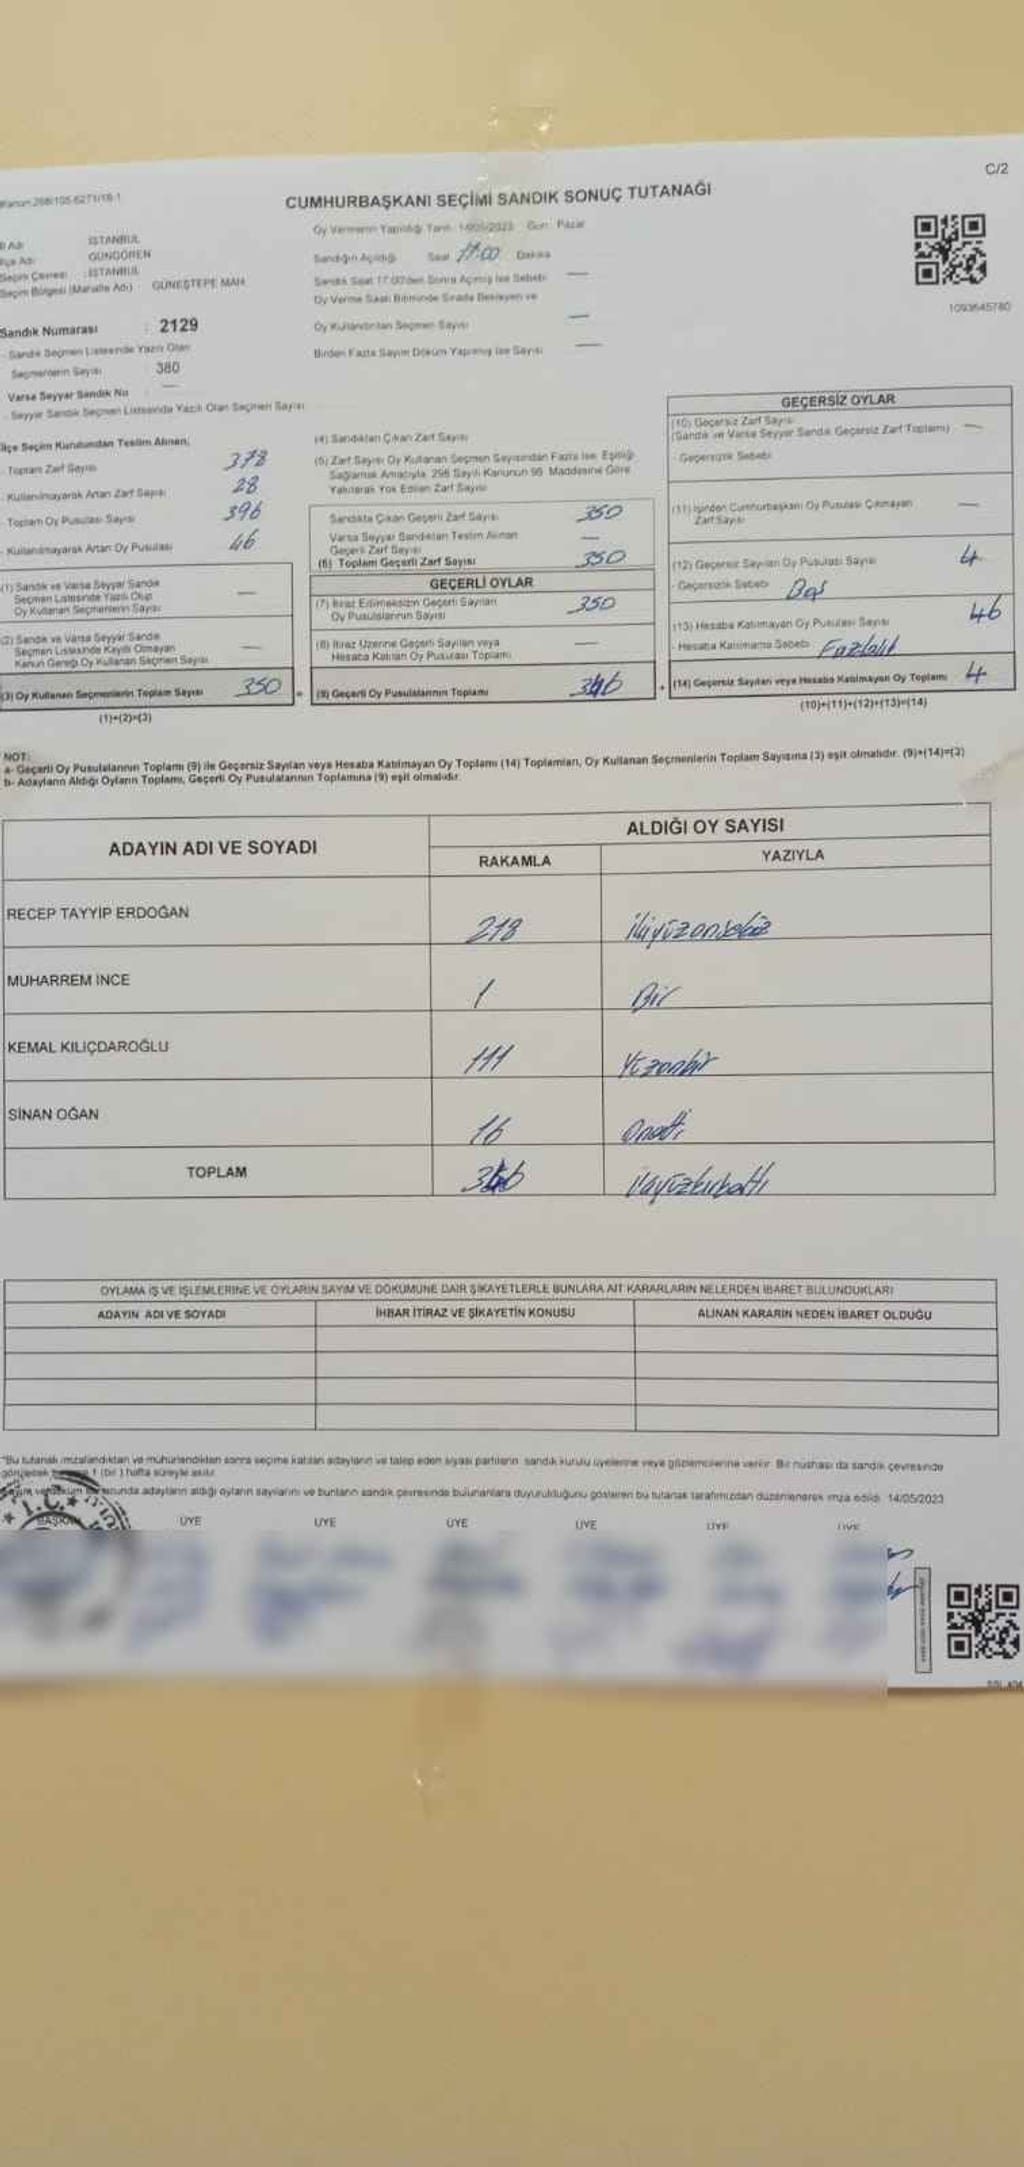 C/2
CUMHURBAŞKANI SEÇİMİ SANDIK SONUÇ TUTANAĞI
Oy Vermenin Yapıldığı Tarih 14/05/2023 Gün: Pazar
İSTANBUL
GÜNGÖREN
Sandığın Açıldığı Saat 17:00 Dakika
Seçim Çevresi : İSTANBUL
Seçim Bölgesi (Mahalle Adı) GÜNEŞTEPE MAH.
Sandık Saat 17:00'den Sonra Açılmış İse Sebebi —
Oy Verme Saati Bitiminde Sırada Bekleyen ve
Oy Kullandırılan Seçmen Sayısı —
1093645780
Sandık Numarası : 2129
- Sandık Seçmen Listesinde Yazılı Olan
Seçmenlerin Sayısı 380
Birden Fazla Sayım Döküm Yapılmış İse Sayısı —
Varsa Seyyar Sandık No —
- Seyyar Sandık Seçmen Listesinde Yazılı Olan Seçmen Sayısı
İlçe Seçim Kurulundan Teslim Alınan,
- Toplam Zarf Sayısı 378
- Kullanılmayarak Artan Zarf Sayısı 28
- Toplam Oy Pusulası Sayısı 396
- Kullanılmayarak Artan Oy Pusulası 46
(1) Sandık ve Varsa Seyyar Sandık
Seçmen Listesinde Yazılı Olup
Oy Kullanan Seçmenlerin Sayısı —
(2) Sandık ve Varsa Seyyar Sandık
Seçmen Listesinde Kayıtlı Olmayan
Kanun Gereği Oy Kullanan Seçmen Sayısı —
(3) Oy Kullanan Seçmenlerin Toplam Sayısı 350
(1)+(2)=(3)
(4) Sandıktan Çıkan Zarf Sayısı
(5) Zarf Sayısı Oy Kullanan Seçmen Sayısından Fazla İse, Eşitliği
Sağlamak Amacıyla, 298 Sayılı Kanunun 98. Maddesine Göre
Yakılarak Yok Edilen Zarf Sayısı
Sandıkta Çıkan Geçerli Zarf Sayısı 350
Varsa Seyyar Sandıktan Teslim Alınan
Geçerli Zarf Sayısı —
(6) Toplam Geçerli Zarf Sayısı 350
GEÇERLİ OYLAR
(7) İtiraz Edilmeksizin Geçerli Sayılan
Oy Pusulalarının Sayısı 350
(8) İtiraz Üzerine Geçerli Sayılan veya
Hesaba Katılan Oy Pusulası Toplamı —
= (9) Geçerli Oy Pusulalarının Toplamı 346
GEÇERSİZ OYLAR
(10) Geçersiz Zarf Sayısı
(Sandık ve Varsa Seyyar Sandık Geçersiz Zarf Toplamı) —
- Geçersizlik Sebebi
(11) İçinden Cumhurbaşkanı Oy Pusulası Çıkmayan
Zarf Sayısı —
(12) Geçersiz Sayılan Oy Pusulası Sayısı 4
- Geçersizlik Sebebi Boş
(13) Hesaba Katılmayan Oy Pusulası Sayısı 46
- Hesaba Katılmama Sebebi Fazlalık
+ (14) Geçersiz Sayılan veya Hesaba Katılmayan Oy Toplamı 4
(10)+(11)+(12)+(13)=(14)
NOT:
a- Geçerli Oy Pusulalarının Toplamı (9) ile Geçersiz Sayılan veya Hesaba Katılmayan Oy Toplamı (14) Toplamları, Oy Kullanan Seçmenlerin Toplam Sayısına (3) eşit olmalıdır. (9)+(14)=(3)
b- Adayların Aldığı Oyların Toplamı, Geçerli Oy Pusulalarının Toplamına (9) eşit olmalıdır.
ADAYIN ADI VE SOYADI ALDIĞI OY SAYISI
RAKAMLA YAZIYLA
RECEP TAYYİP ERDOĞAN 218 ikiyüzonsekiz
MUHARREM İNCE 1 Bir
KEMAL KILIÇDAROĞLU 111 Yüzonbir
SİNAN OĞAN 16 Onaltı
TOPLAM 346
OYLAMA İŞ VE İŞLEMLERİNE VE OYLARIN SAYIM VE DÖKÜMÜNE DAİR ŞİKAYETLERLE BUNLARA AİT KARARLARIN NELERDEN İBARET BULUNDUKLARI
ADAYIN ADI VE SOYADI İHBAR İTİRAZ VE ŞİKAYETİN KONUSU ALINAN KARARIN NEDEN İBARET OLDUĞU
"Bu tutanak imzalandıktan ve mühürlendikten sonra seçime katılan adayların ve talep eden siyasi partilerin sandık kurulu üyelerine veya gözlemcilerine verilir. Bir nüshası da sandık çevresinde
1 (bir) hafta süreyle asılır.
adayların aldığı oyların sayılarını ve bunların sandık çevresinde bulunanlara duyurulduğunu gösteren bu tutanak tarafımızdan düzenlenerek imza edildi. 14/05/2023
T.C.
BAŞKAN ÜYE ÜYE ÜYE ÜYE ÜYE ÜYE